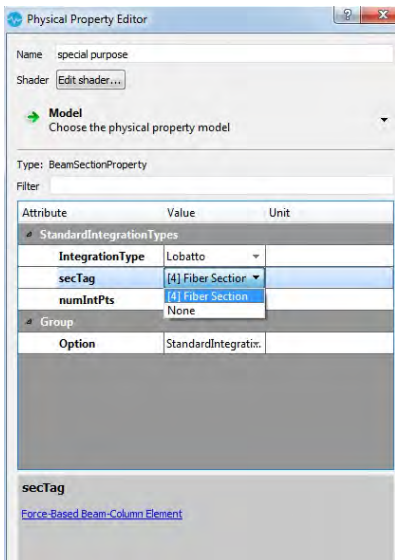 Physical Property Editor
Name special purpose
Shader Edit shader...
Model
Choose the physical property model
Type: BeamSectionProperty
Filter
Attribute Value Unit
StandardIntegrationTypes
IntegrationType Lobatto
secTag [4] Fiber Section
[4] Fiber Section
numIntPts
None
Group
Option StandardIntegratio...
secTag
Force-Based Beam-Column Element